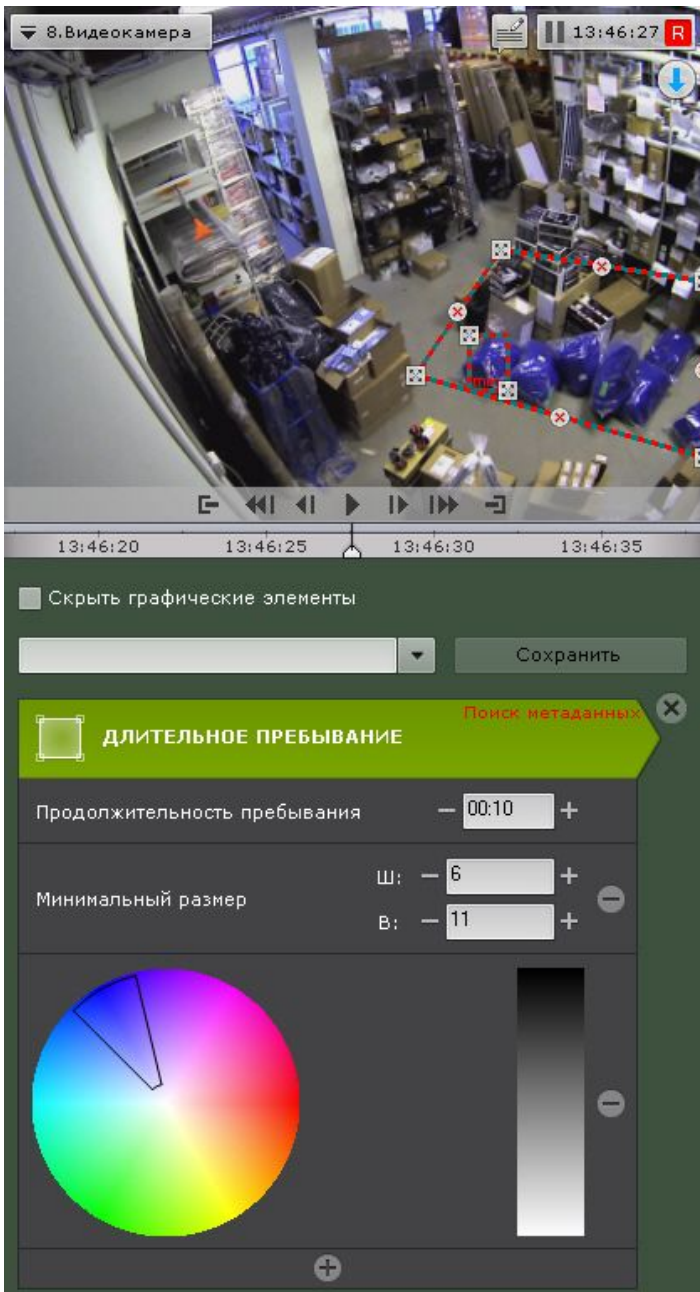 8.Видеокамера
13:46:27 R
min
13:46:20 13:46:25 13:46:30 13:46:35
Скрыть графические элементы
Сохранить
Поиск метаданных
ДЛИТЕЛЬНОЕ ПРЕБЫВАНИЕ
Продолжительность пребывания – 00:10 +
Ш: – 6 +
Минимальный размер
В: – 11 +